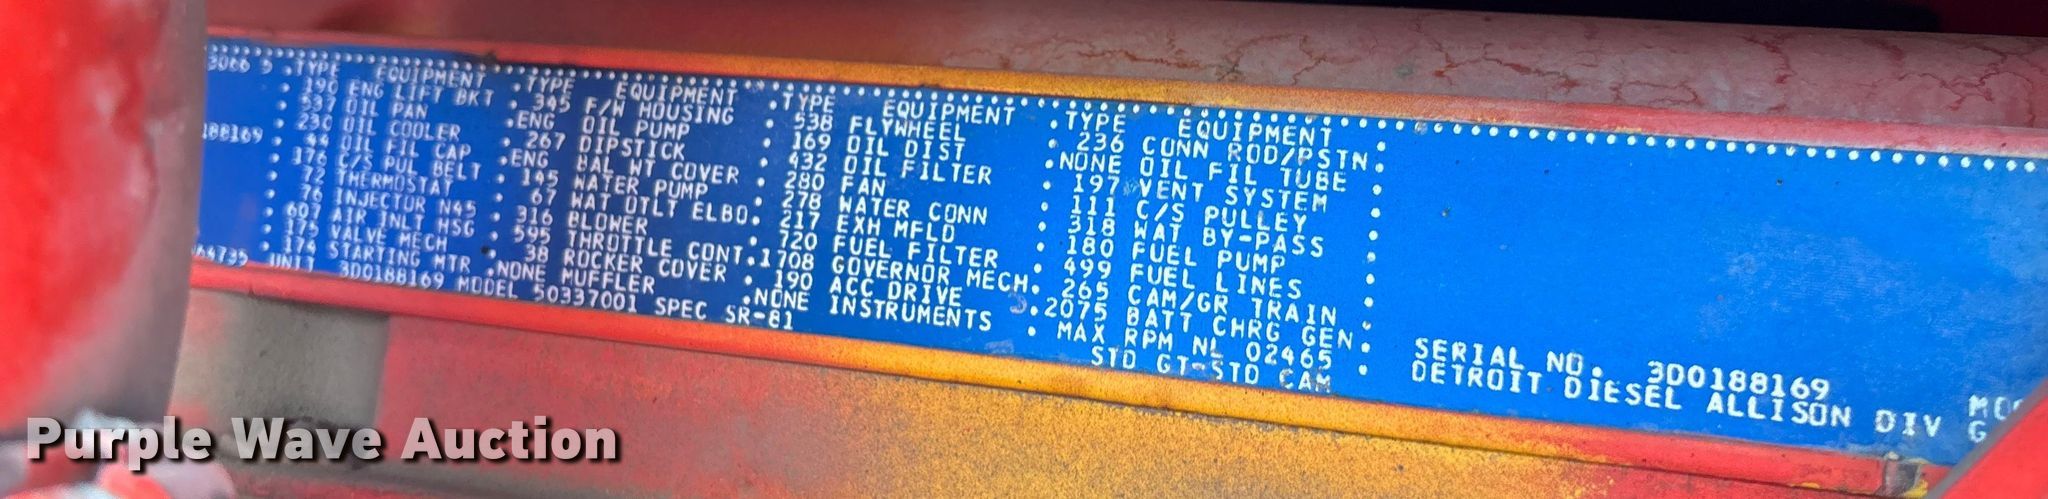 3066 5 . TYPE EQUIPMENT . TYPE EQUIPMENT . TYPE EQUIPMENT . TYPE EQUIPMENT
. 190 ENG LIFT BKT . 345 F/W HOUSING . 538 FLYWHEEL . 236 CONN ROD/PSTN .
. 537 OIL PAN .ENG OIL PUMP . 169 OIL DIST .NONE OIL FIL TUBE .
. 230 OIL COOLER . 267 DIPSTICK . 432 OIL FILTER . 197 VENT SYSTEM .
188169 . 44 OIL FIL CAP .ENG BAL WT COVER . 280 FAN . 111 C/S PULLEY .
. 176 C/S PUL BELT . 145 WATER PUMP . 278 WATER CONN . 318 WAT BY-PASS .
. 72 THERMOSTAT . 67 WAT OTLT ELBO . 217 EXH MFLD . 180 FUEL PUMP .
. 76 INJECTOR N45 . 316 BLOWER . 720 FUEL FILTER . 499 FUEL LINES .
. 607 AIR INLT HSG . 595 THROTTLE CONT .1708 GOVERNOR MECH . 265 CAM/GR TRAIN .
. 175 VALVE MECH . 38 ROCKER COVER . 190 ACC DRIVE .2075 BATT CHRG GEN .
. 174 STARTING MTR .NONE MUFFLER .NONE INSTRUMENTS . MAX RPM NL 02465 .
UNIT 3D0188169 MODEL 50337001 SPEC SR-81 STD GT-STD CAM
SERIAL NO. 3D0188169
DETROIT DIESEL ALLISON DIV
Purple Wave Auction